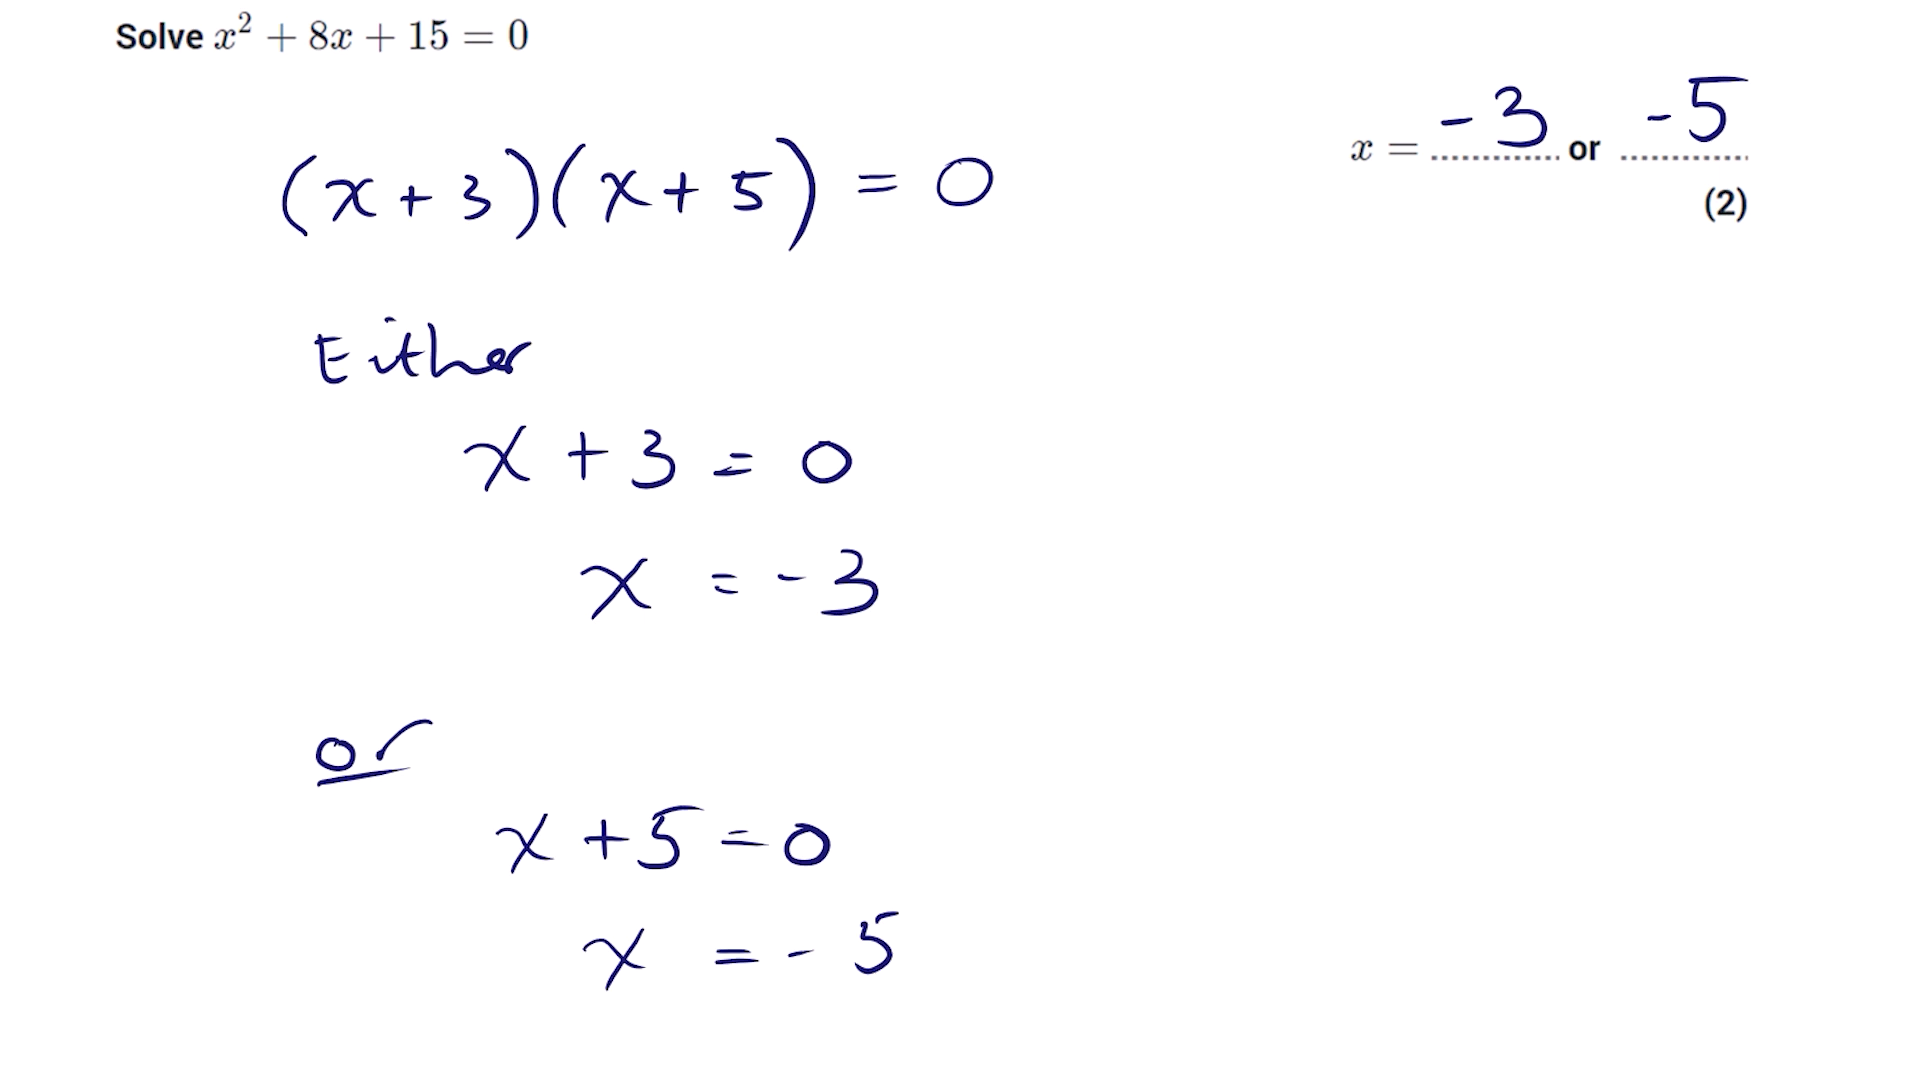 Solve x² + 8x + 15 = 0
x = -3 or -5
(2)
(x+3)(x+5) = 0
Either
x + 3 = 0
x = -3
or
x + 5 = 0
x = -5